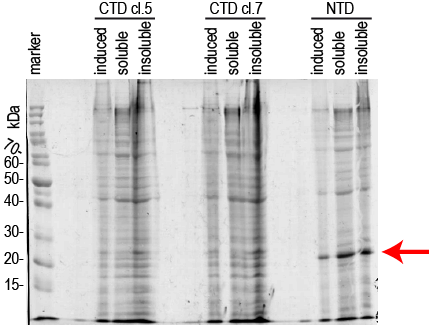 CTD cl.5 CTD cl.7 NTD
marker induced soluble insoluble induced soluble insoluble induced soluble insoluble
kDa
70-
60-
50-
40-
30-
20-
15-